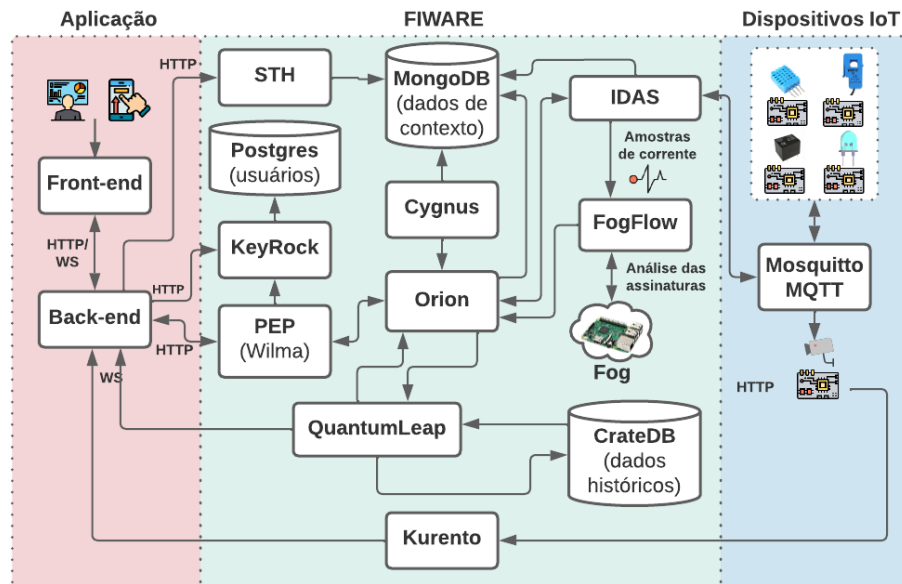 Aplicação
FIWARE
Dispositivos IoT
HTTP
STH
MongoDB
(dados de
contexto)
IDAS
Postgres
(usuários)
Amostras
de corrente
Front-end
Cygnus
FogFlow
HTTP/
WS
KeyRock
Mosquitto
MQTT
Análise das
assinaturas
HTTP
Orion
Back-end
PEP
(Wilma)
HTTP
Fog
WS
HTTP
QuantumLeap
CrateDB
(dados
históricos)
Kurento